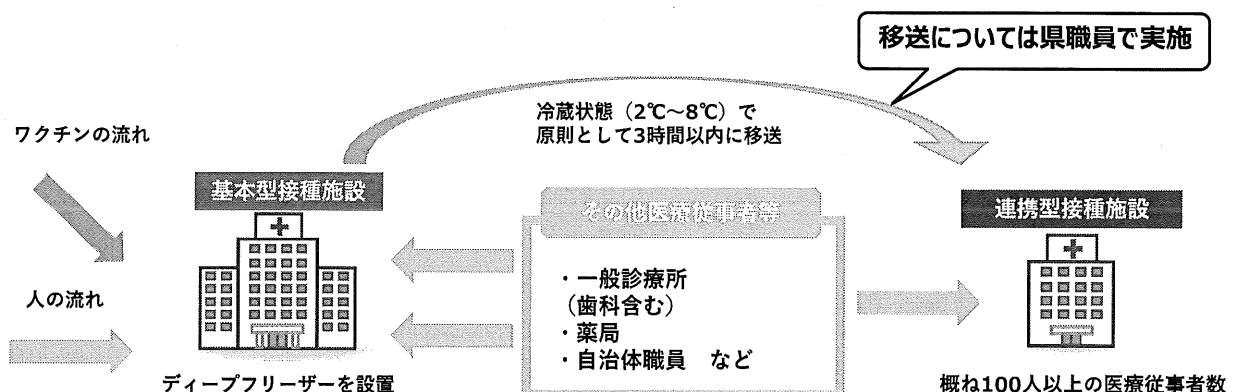 移送については県職員で実施
冷蔵状態（2℃～8℃）で
原則として3時間以内に移送
ワクチンの流れ
基本型接種施設
その他医療従事者等
連携型接種施設
人の流れ
・一般診療所
（歯科含む）
・薬局
・自治体職員　など
ディープフリーザーを設置
概ね100人以上の医療従事者数